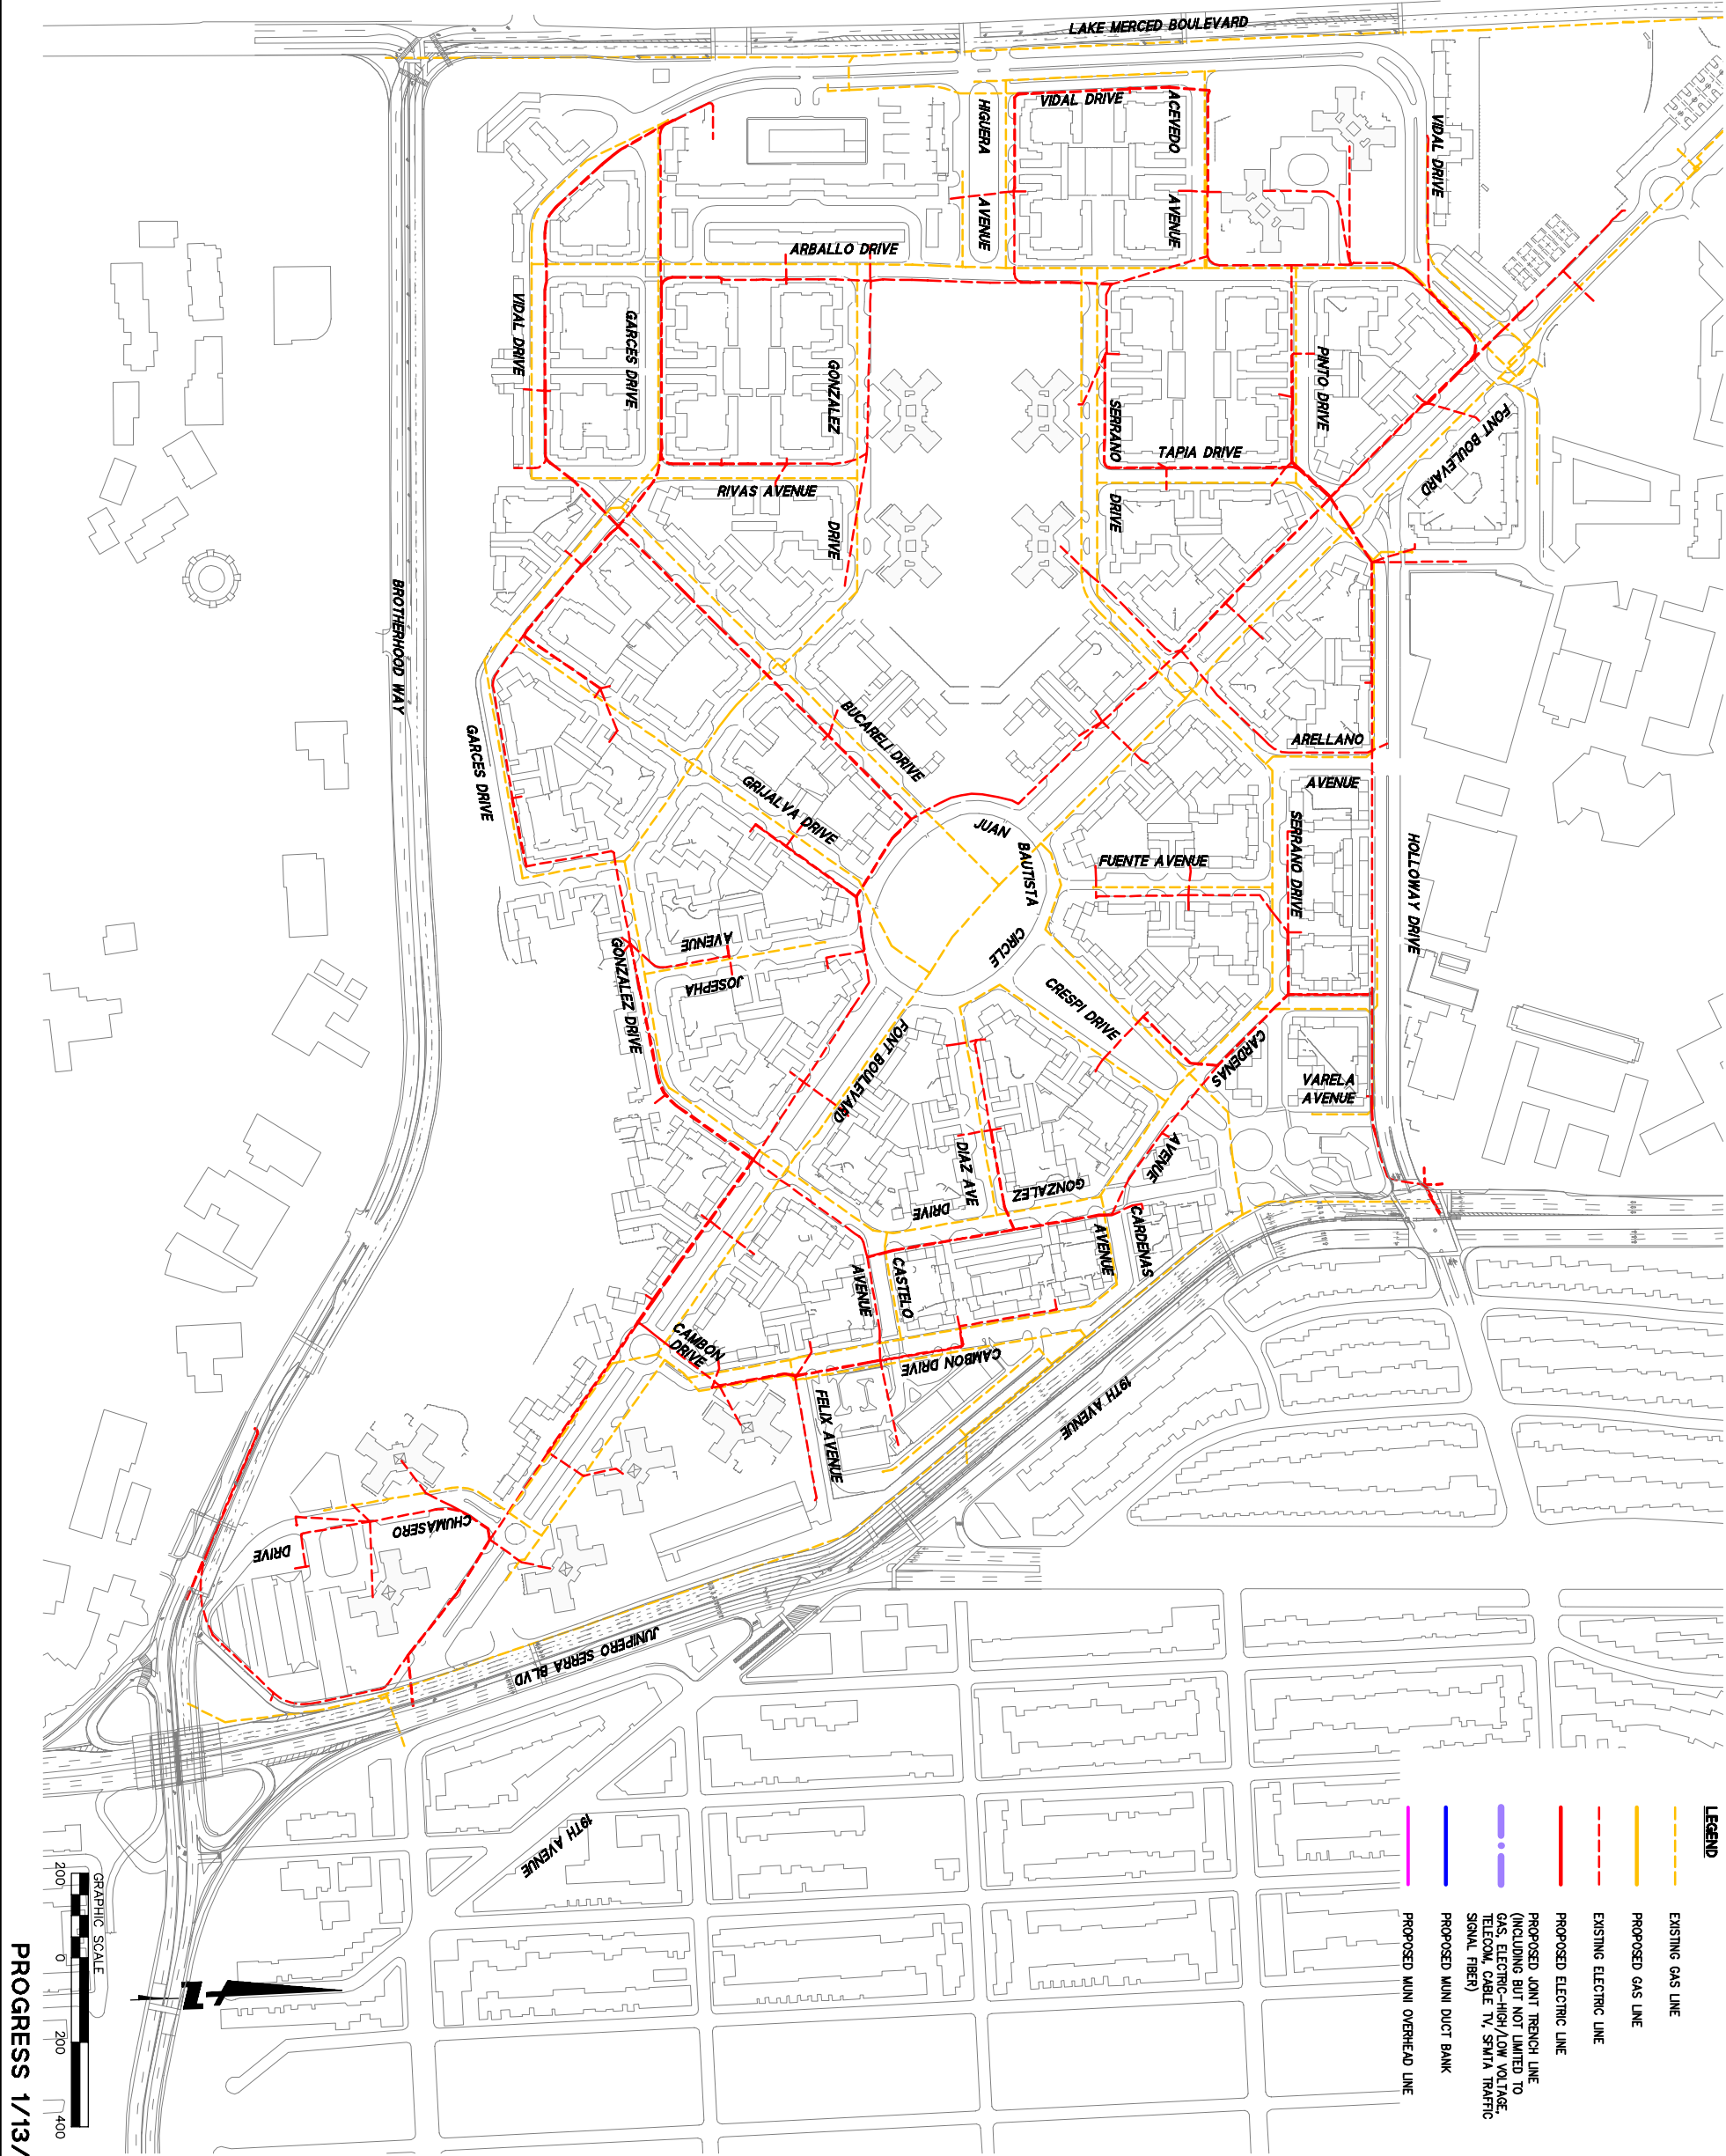 LAKE MERCED BOULEVARD
VIDAL DRIVE
ACEVEDO
AVENUE
HIGUERA
AVENUE
VIDAL DRIVE
ARBALLO DRIVE
VIDAL DRIVE
GARCES DRIVE
GONZALEZ
DRIVE
SERRANO
DRIVE
TAPIA DRIVE
PINTO DRIVE
FONT BOULEVARD
RIVAS AVENUE
BROTHERHOOD WAY
GARCES DRIVE
BUCARELI DRIVE
GRIJALVA DRIVE
ARELLANO
AVENUE
JUAN
BAUTISTA
CIRCLE
FUENTE AVENUE
SERRANO DRIVE
HOLLOWAY DRIVE
AVENUE
JOSEPHA
GONZALEZ DRIVE
CRESPI DRIVE
FONT BOULEVARD
CARDENAS
AVENUE
VARELA
AVENUE
DIAZ AVE
GONZALEZ
DRIVE
CARDENAS
AVENUE
CASTELO
AVENUE
CAMBON
DRIVE
CAMBON DRIVE
FELIX AVENUE
19TH AVENUE
CHUMASERO
DRIVE
JUNIPERO SERRA BLVD
19TH AVENUE
LEGEND
EXISTING GAS LINE
PROPOSED GAS LINE
EXISTING ELECTRIC LINE
PROPOSED ELECTRIC LINE
PROPOSED JOINT TRENCH LINE
(INCLUDING BUT NOT LIMITED TO
GAS, ELECTRIC-HIGH/LOW VOLTAGE,
TELECOM, CABLE TV, SFMTA TRAFFIC
SIGNAL FIBER)
PROPOSED MUNI DUCT BANK
PROPOSED MUNI OVERHEAD LINE
GRAPHIC SCALE
200 0 200 400
PROGRESS 1/13/